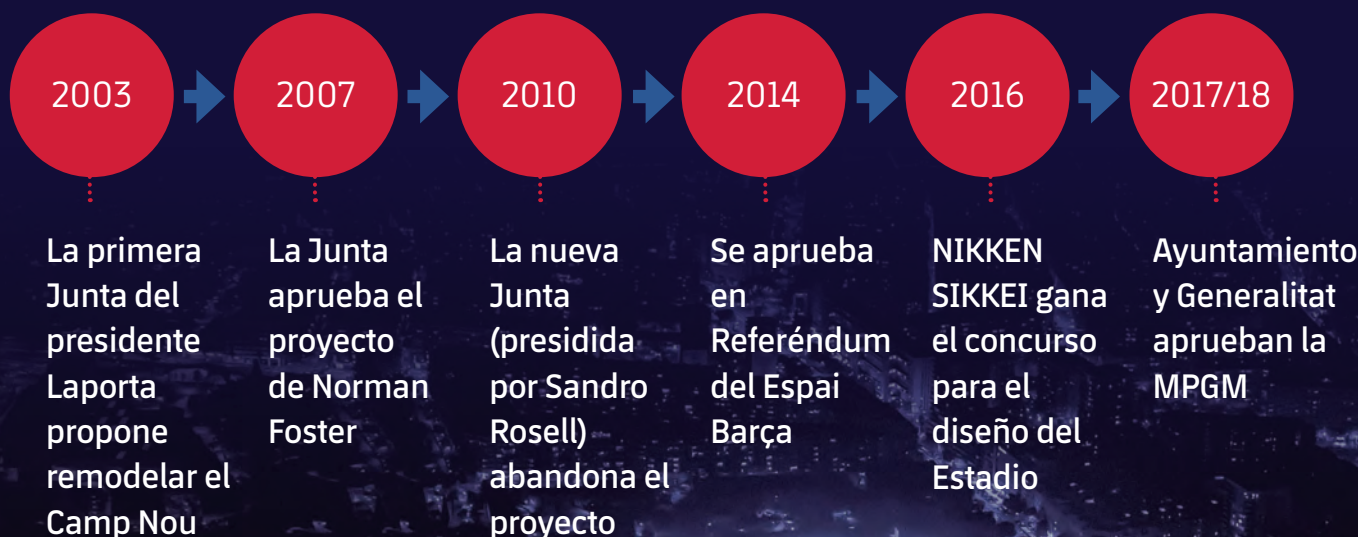 2003
2007
2010
2014
2016
2017/18
La primera
Junta del
presidente
Laporta
propone
remodelar el
Camp Nou
La Junta
aprueba el
proyecto
de Norman
Foster
La nueva
Junta
(presidida
por Sandro
Rosell)
abandona el
proyecto
Se aprueba
en
Referéndum
del Espai
Barça
NIKKEN
SIKKEI gana
el concurso
para el
diseño del
Estadio
Ayuntamiento
y Generalitat
aprueban la
MPGM